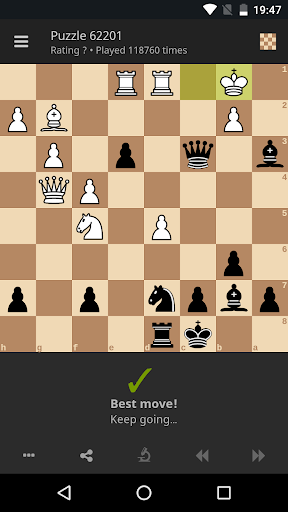 19:47
Puzzle 62201
Rating ? • Played 118760 times
1
2
3
4
5
6
7
8
h g f e d c b a
Best move!
Keep going...